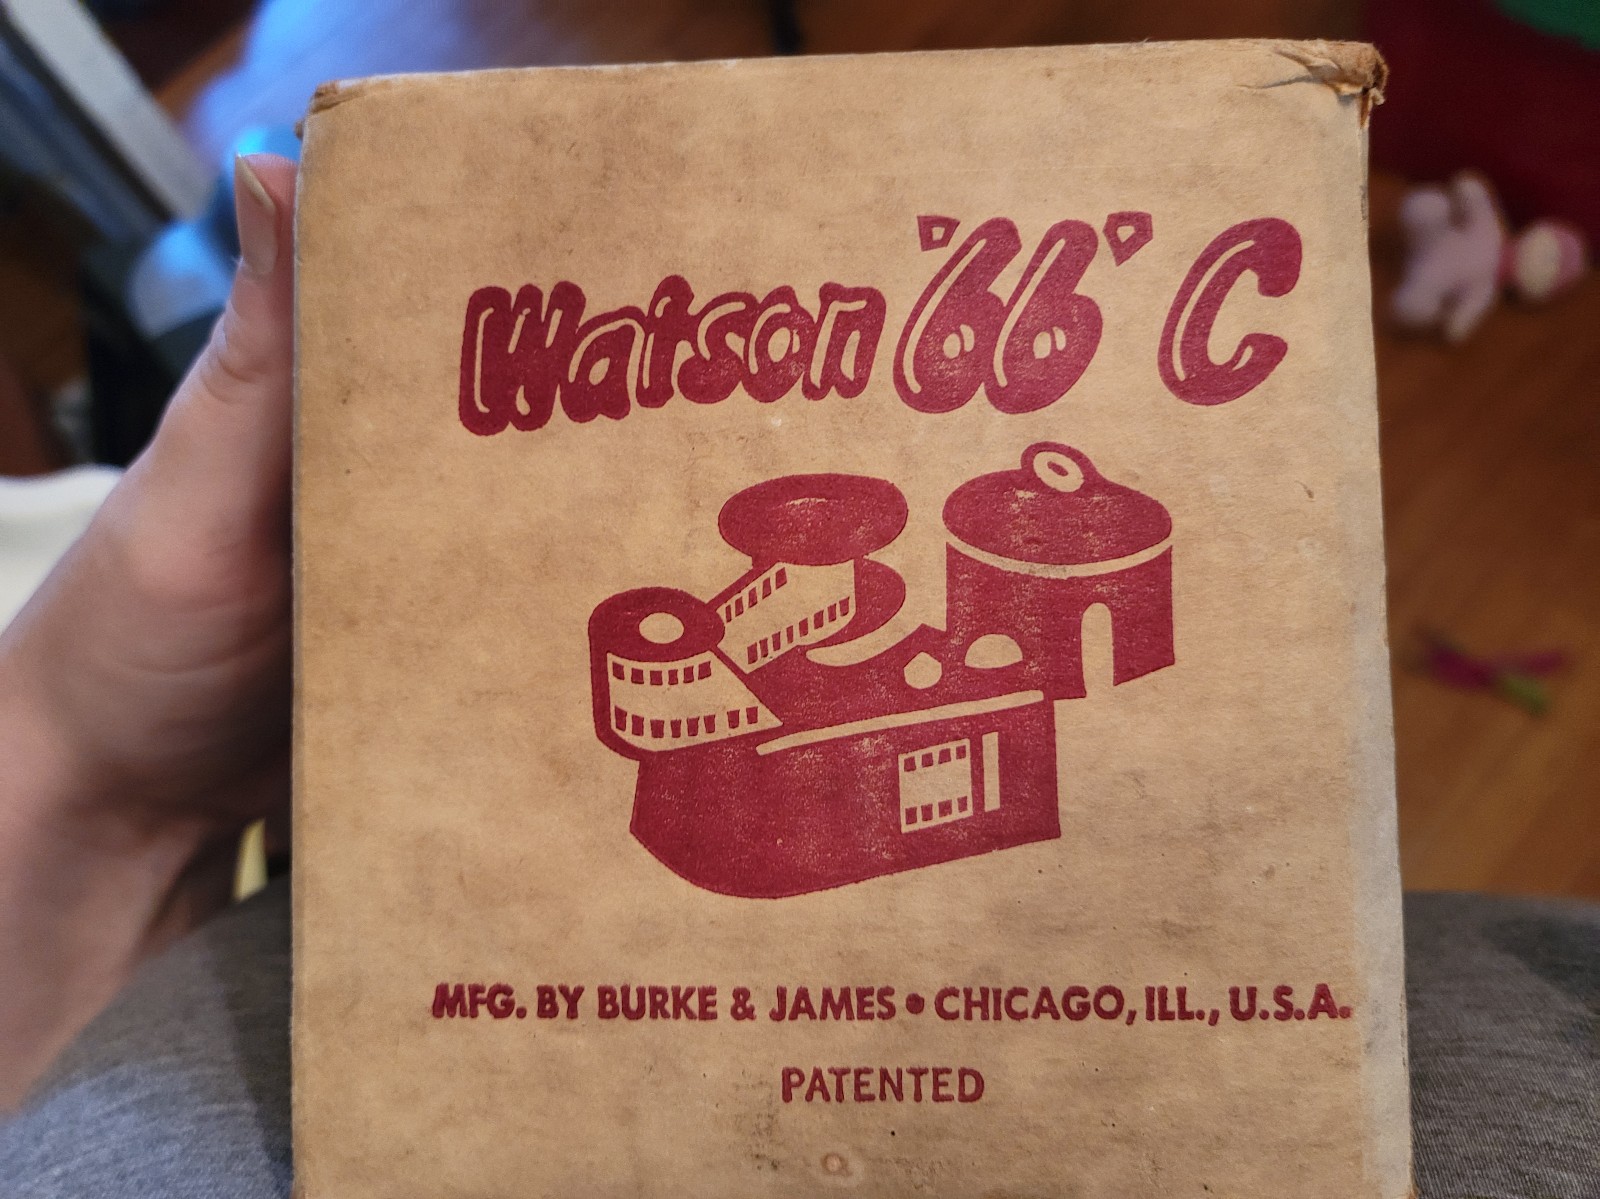 Watson '66' C
MFG. BY BURKE & JAMES • CHICAGO, ILL., U.S.A.
PATENTED